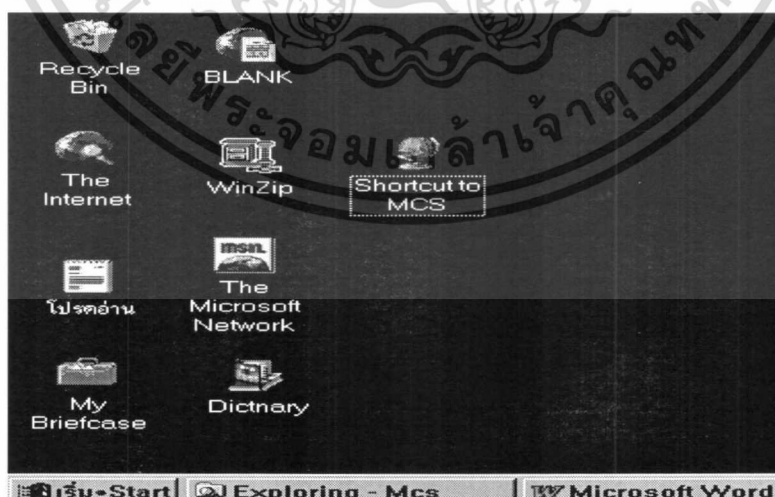 Recycle
Bin
BLANK
The
Internet
WinZip
Shortcut to
MCS
โปรดอ่าน
msn.
The
Microsoft
Network
My
Briefcase
Dictnary
เริ่ม-Start
Exploring - Mcs
Microsoft Word